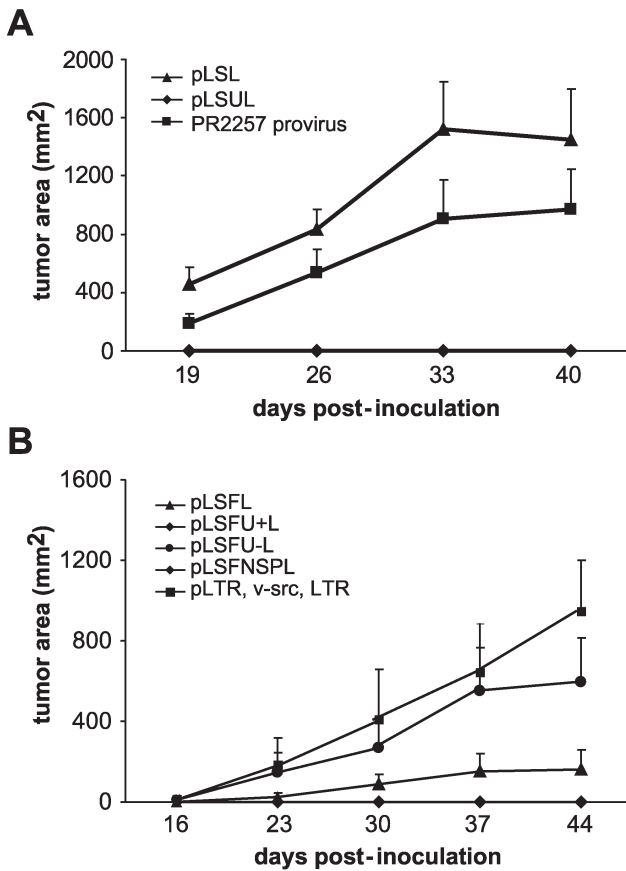 A
tumor area (mm2)
2000
1600
1200
800
400
0
pLSL
pLSUL
PR2257 provirus
19 26 33 40
days post-inoculation
B
tumor area (mm2)
1600
1200
800
400
0
pLSFL
pLSFU+L
pLSFU-L
pLSFNSPL
pLTR, v-src, LTR
16 23 30 37 44
days post-inoculation